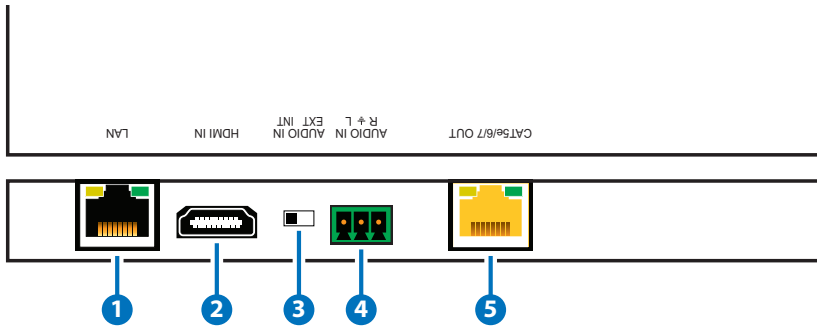 LAN
HDMI IN
AUDIO IN
EXT INT
AUDIO IN
R ⏚ L
CAT5e/6/7 OUT
1
2
3
4
5